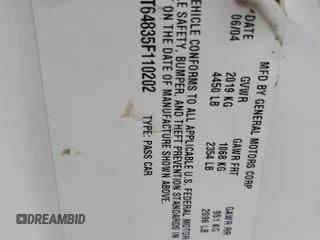 MFD BY GENERAL MOTORS CORP
DATE GVWR GAWR FRT GAWR RR
06/04 2019 KG 1068 KG 951 KG
4450 LB 2354 LB 2096 LB
VEHICLE CONFORMS TO ALL APPLICABLE U.S. FEDERAL MOTOR
LE SAFETY, BUMPER, AND THEFT PREVENTION STANDARDS IN
T ON THE DATE OF MANUFACTURE SHOWN ABOVE.
T64835F110202 TYPE: PASS CAR
DREAMBID